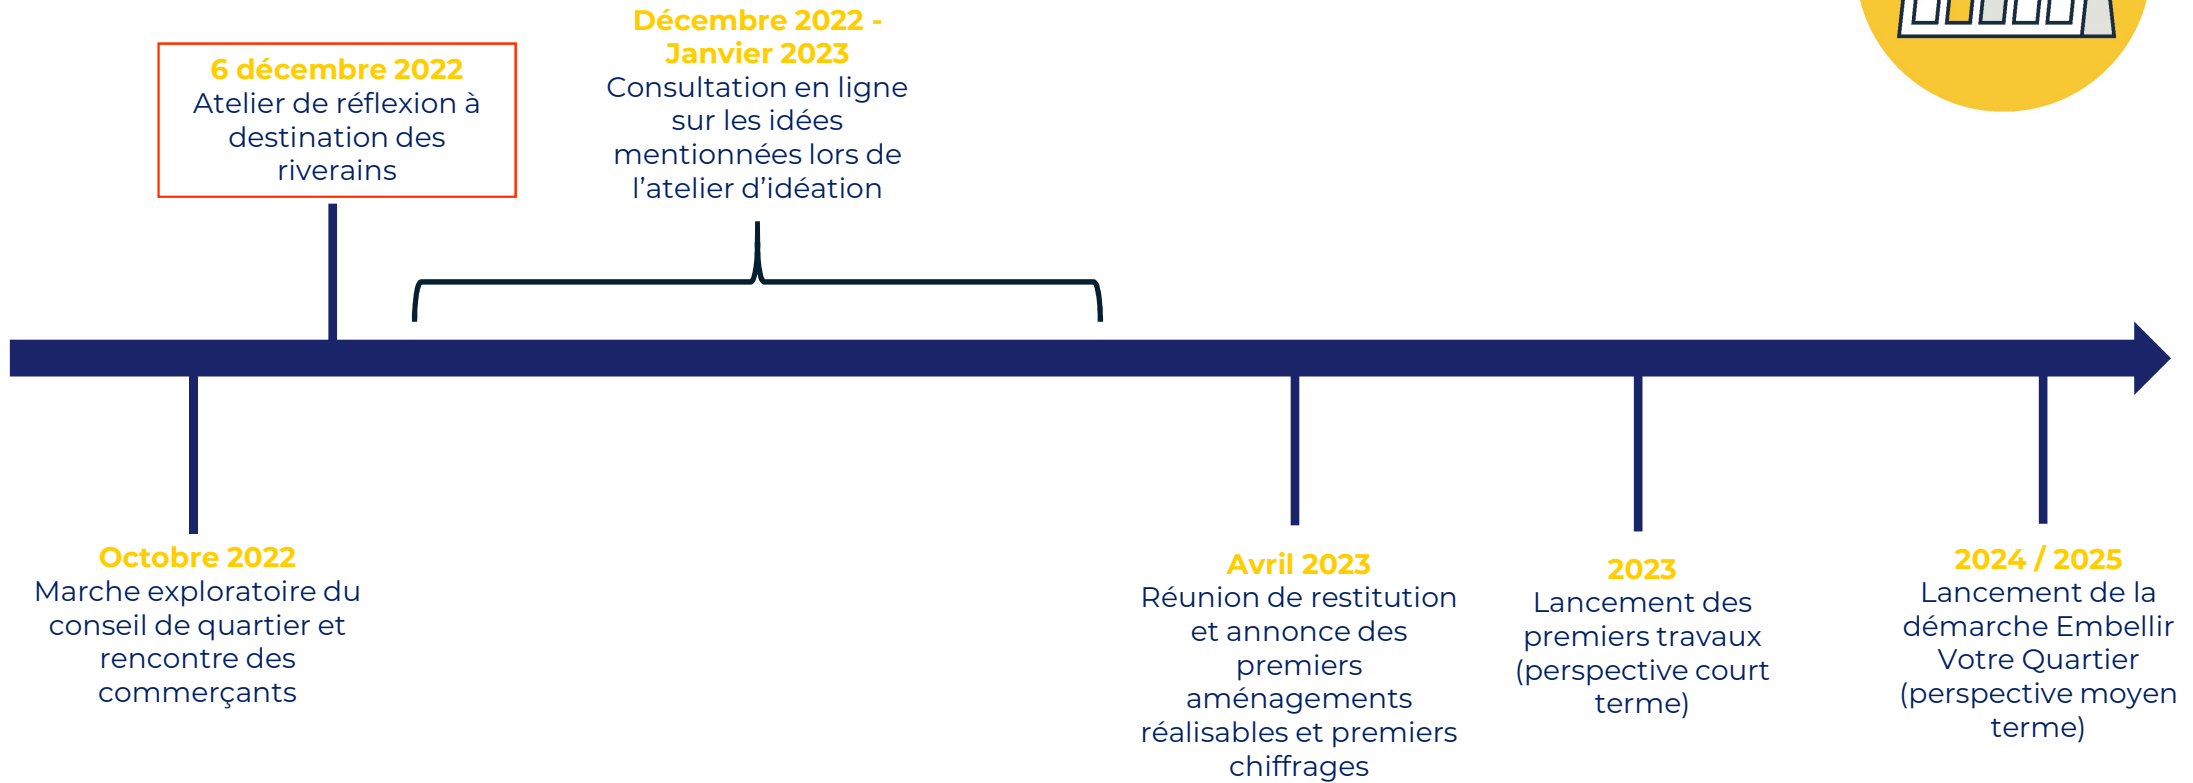 Décembre 2022 -
Janvier 2023
Consultation en ligne
sur les idées
mentionnées lors de
l’atelier d’idéation
6 décembre 2022
Atelier de réflexion à
destination des
riverains
Octobre 2022
Marche exploratoire du
conseil de quartier et
rencontre des
commerçants
Avril 2023
Réunion de restitution
et annonce des
premiers
aménagements
réalisables et premiers
chiffrages
2023
Lancement des
premiers travaux
(perspective court
terme)
2024 / 2025
Lancement de la
démarche Embellir
Votre Quartier
(perspective moyen
terme)